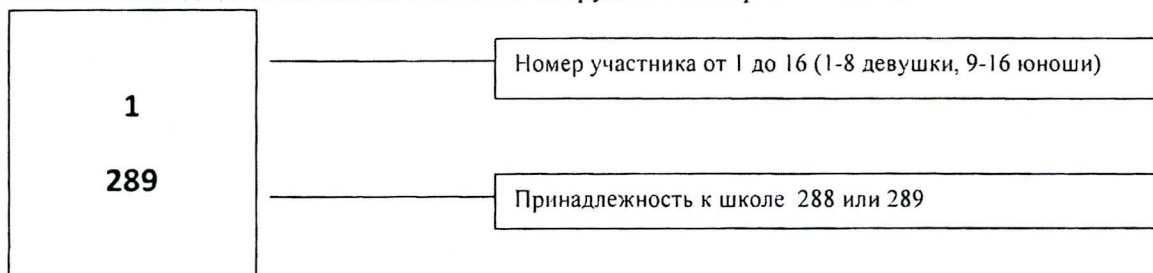 Номер участника от 1 до 16 (1-8 девушки, 9-16 юноши)
1
289
Принадлежность к школе 288 или 289